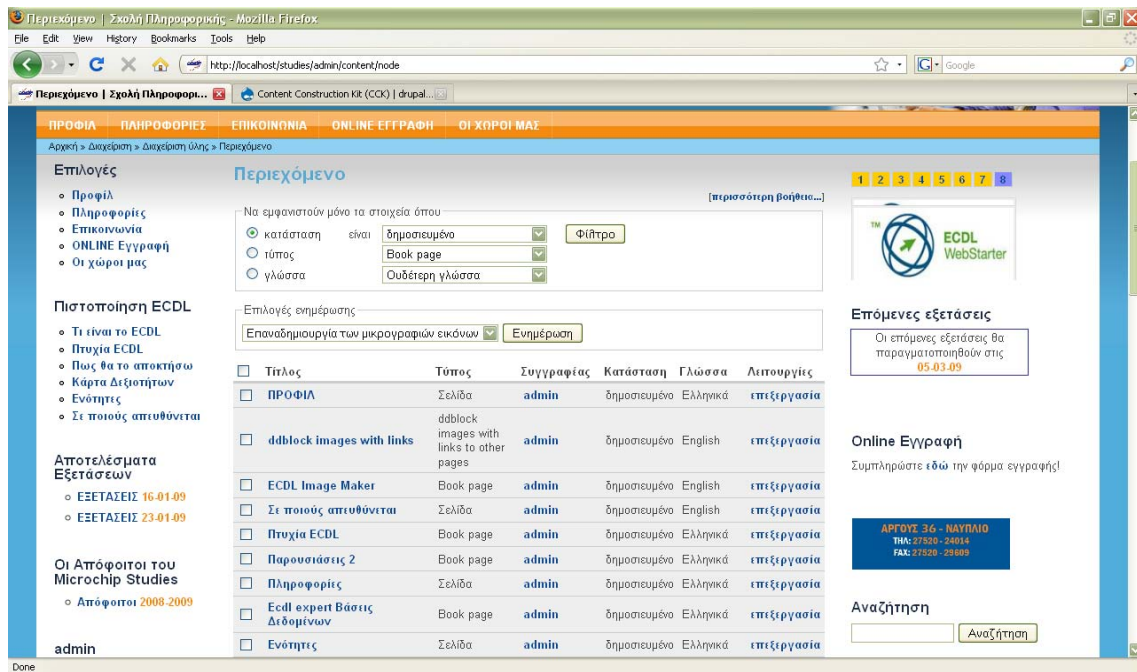 Περιεχόμενο | Σχολή Πληροφορικής - Mozilla Firefox
File Edit View History Bookmarks Tools Help
http://localhost/studies/admin/content/node
Google
Περιεχόμενο | Σχολή Πληροφορι...
Content Construction Kit (CCK) | drupal...
ΠΡΟΦΙΛ ΠΛΗΡΟΦΟΡΙΕΣ ΕΠΙΚΟΙΝΩΝΙΑ ONLINE ΕΓΓΡΑΦΗ ΟΙ ΧΩΡΟΙ ΜΑΣ
Αρχική » Διαχείριση » Διαχείριση ύλης » Περιεχόμενο
Επιλογές
Προφίλ
Πληροφορίες
Επικοινωνία
ONLINE Εγγραφή
Οι χώροι μας
Πιστοποίηση ECDL
Τι είναι το ECDL
Πτυχία ECDL
Πως θα το αποκτήσω
Κάρτα Δεξιοτήτων
Ενότητες
Σε ποιούς απευθύνεται
Αποτελέσματα
Εξετάσεων
ΕΞΕΤΑΣΕΙΣ 16-01-09
ΕΞΕΤΑΣΕΙΣ 23-01-09
Οι Απόφοιτοι του
Microchip Studies
Απόφοιτοι 2008-2009
admin
Περιεχόμενο
[περισσότερη βοήθεια...]
Να εμφανιστούν μόνο τα στοιχεία όπου
κατάσταση είναι δημοσιευμένο Φίλτρο
τύπος Book page
γλώσσα Ουδέτερη γλώσσα
Επιλογές ενημέρωσης
Επαναδημιουργία των μικρογραφιών εικόνων Ενημέρωση
Τίτλος Τύπος Συγγραφέας Κατάσταση Γλώσσα Λειτουργίες
ΠΡΟΦΙΛ Σελίδα admin δημοσιευμένο Ελληνικά επεξεργασία
ddblock images with links ddblock images with links to other pages admin δημοσιευμένο English επεξεργασία
ECDL Image Maker Book page admin δημοσιευμένο English επεξεργασία
Σε ποιούς απευθύνεται Σελίδα admin δημοσιευμένο English επεξεργασία
Πτυχία ECDL Book page admin δημοσιευμένο Ελληνικά επεξεργασία
Παρουσιάσεις 2 Book page admin δημοσιευμένο Ελληνικά επεξεργασία
Πληροφορίες Σελίδα admin δημοσιευμένο Ελληνικά επεξεργασία
Ecdl expert Βάσεις Δεδομένων Book page admin δημοσιευμένο Ελληνικά επεξεργασία
Ενότητες Σελίδα admin δημοσιευμένο Ελληνικά επεξεργασία
1 2 3 4 5 6 7 8
TM
ECDL
WebStarter
Επόμενες εξετάσεις
Οι επόμενες εξετάσεις θα
παραγματοποιηθούν στις
05-03-09
Online Εγγραφή
Συμπληρώστε εδώ την φόρμα εγγραφής!
ΑΡΓΟΥΣ 36 - ΝΑΥΠΛΙΟ
ΤΗΛ: 27520 - 24014
FAX: 27520 - 29609
Αναζήτηση
Αναζήτηση
Done